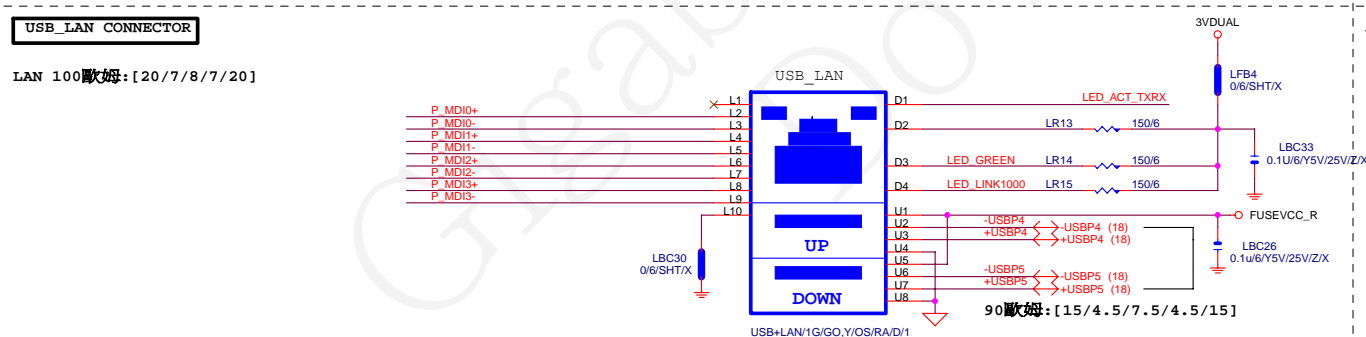 USB_LAN CONNECTOR
LAN 100歐姆:[20/7/8/7/20]
3VDUAL
LFB4
0/6/SHT/X
USB_LAN
L1
L2
L3
L4
L5
L6
L7
L8
L9
L10
P_MDI0+
P_MDI0-
P_MDI1+
P_MDI1-
P_MDI2+
P_MDI2-
P_MDI3+
P_MDI3-
LBC30
0/6/SHT/X
UP
DOWN
USB+LAN/1G/GO,Y/OS/RA/D/1
D1 LED_ACT_TXRX
D2 LR13 150/6
D3 LED_GREEN LR14 150/6
D4 LED_LINK1000 LR15 150/6
LBC33
0.1U/6/Y5V/25V/Z/X
U1 FUSEVCC_R
U2 -USBP4 -USBP4 (18)
U3 +USBP4 +USBP4 (18)
U4
U5
U6 -USBP5 -USBP5 (18)
U7 +USBP5 +USBP5 (18)
U8
LBC26
0.1u/6/Y5V/25V/Z/X
90歐姆:[15/4.5/7.5/4.5/15]